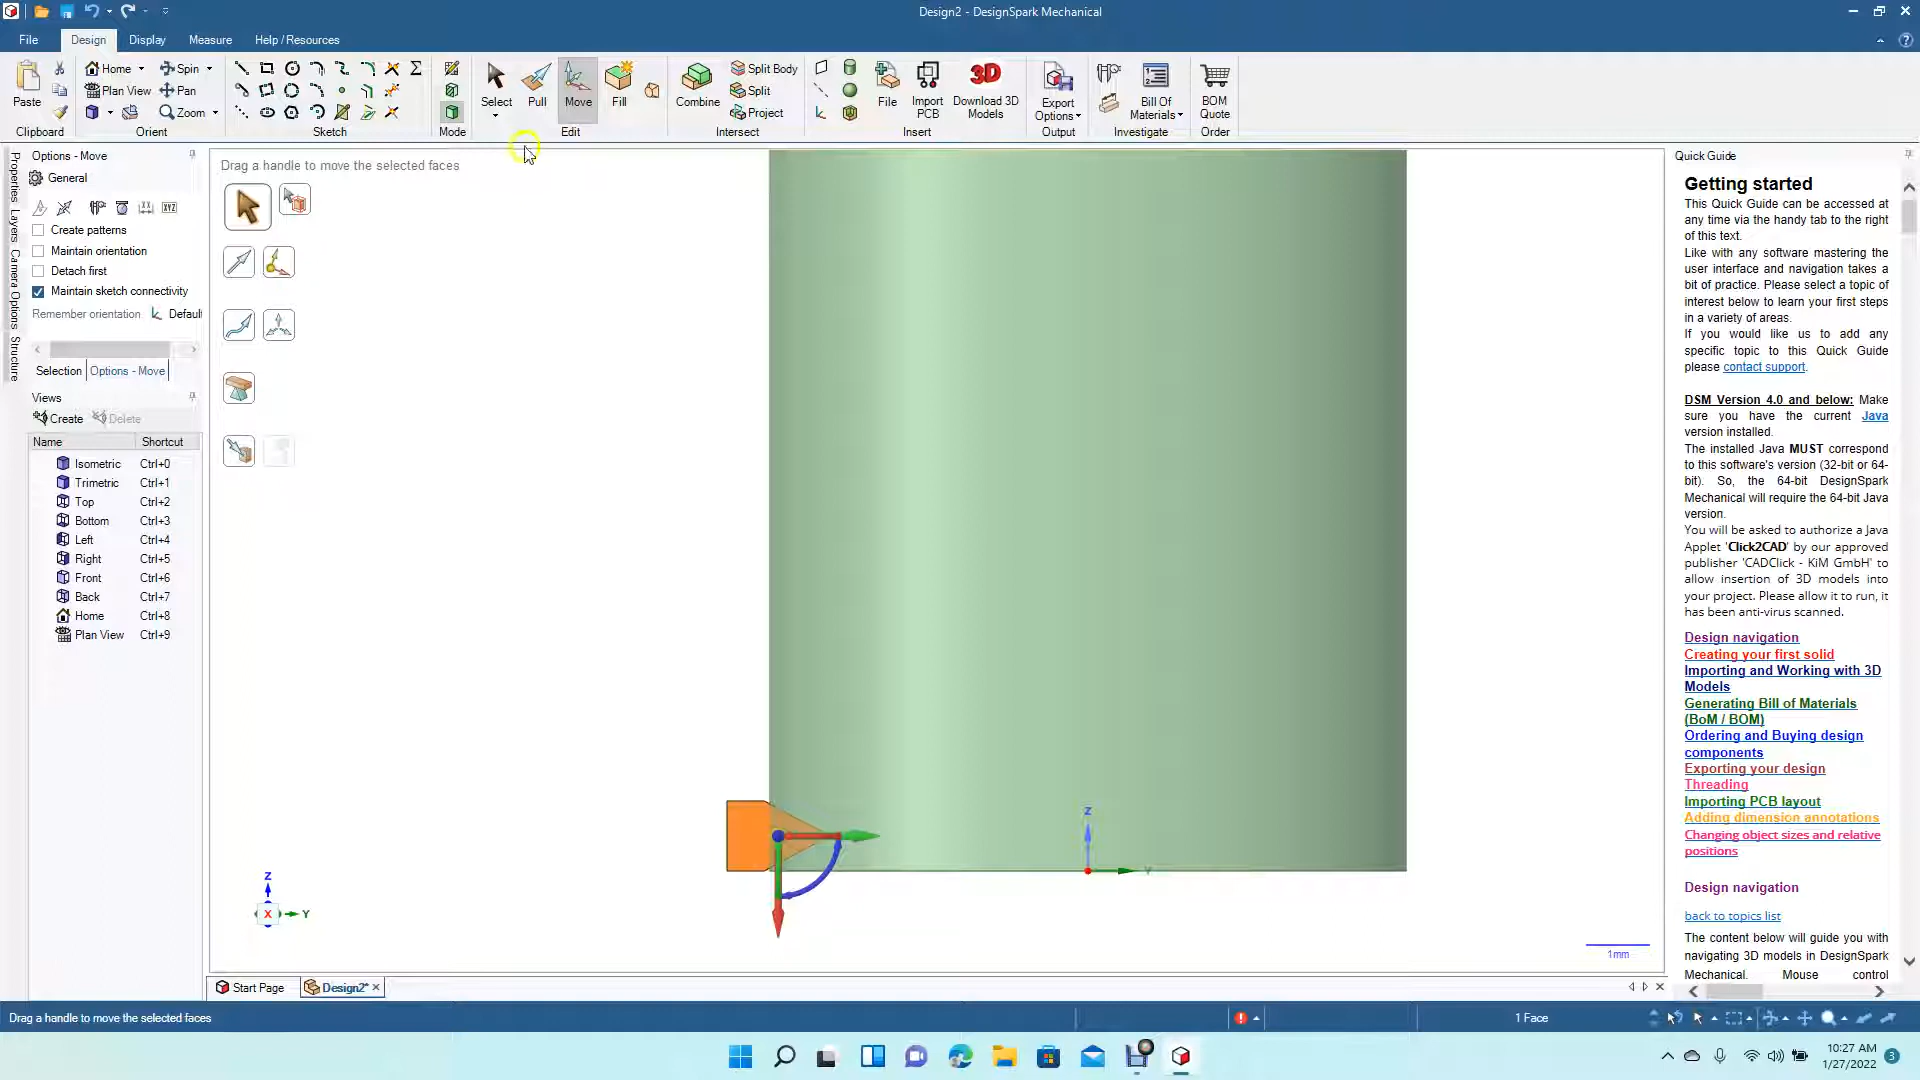 Design2 - DesignSpark Mechanical
File Design Display Measure Help / Resources
Paste
Clipboard
Home Spin
Plan View Pan
Zoom
Orient
Sketch
Mode
Select Pull Move Fill
Edit
Combine
Split Body
Split
Project
Intersect
File
Import PCB
3D
Download 3D Models
Insert
Export Options
Output
Bill Of Materials
Investigate
BOM Quote
Order
Properties Layers Camera Options Structure
Options - Move
General
Create patterns
Maintain orientation
Detach first
Maintain sketch connectivity
Remember orientation Defaul
Selection Options - Move
Views
Create Delete
Name Shortcut
Isometric Ctrl+0
Trimetric Ctrl+1
Top Ctrl+2
Bottom Ctrl+3
Left Ctrl+4
Right Ctrl+5
Front Ctrl+6
Back Ctrl+7
Home Ctrl+8
Plan View Ctrl+9
Drag a handle to move the selected faces
Z
Y
Z
X
Y
1mm
Quick Guide
Getting started
This Quick Guide can be accessed at
any time via the handy tab to the right
of this text.
Like with any software mastering the
user interface and navigation takes a
bit of practice. Please select a topic of
interest below to learn your first steps
in a variety of areas.
If you would like us to add any
specific topic to this Quick Guide
please contact support.
DSM Version 4.0 and below: Make
sure you have the current Java
version installed.
The installed Java MUST correspond
to this software's version (32-bit or 64-
bit). So, the 64-bit DesignSpark
Mechanical will require the 64-bit Java
version.
You will be asked to authorize a Java
Applet 'Click2CAD' by our approved
publisher 'CADClick - KiM GmbH' to
allow insertion of 3D models into
your project. Please allow it to run, it
has been anti-virus scanned.
Design navigation
Creating your first solid
Importing and Working with 3D
Models
Generating Bill of Materials
(BoM / BOM)
Ordering and Buying design
components
Exporting your design
Threading
Importing PCB layout
Adding dimension annotations
Changing object sizes and relative
positions
Design navigation
back to topics list
The content below will guide you with
navigating 3D models in DesignSpark
Mechanical. Mouse control
Start Page Design2*
Drag a handle to move the selected faces
1 Face
10:27 AM
1/27/2022
3